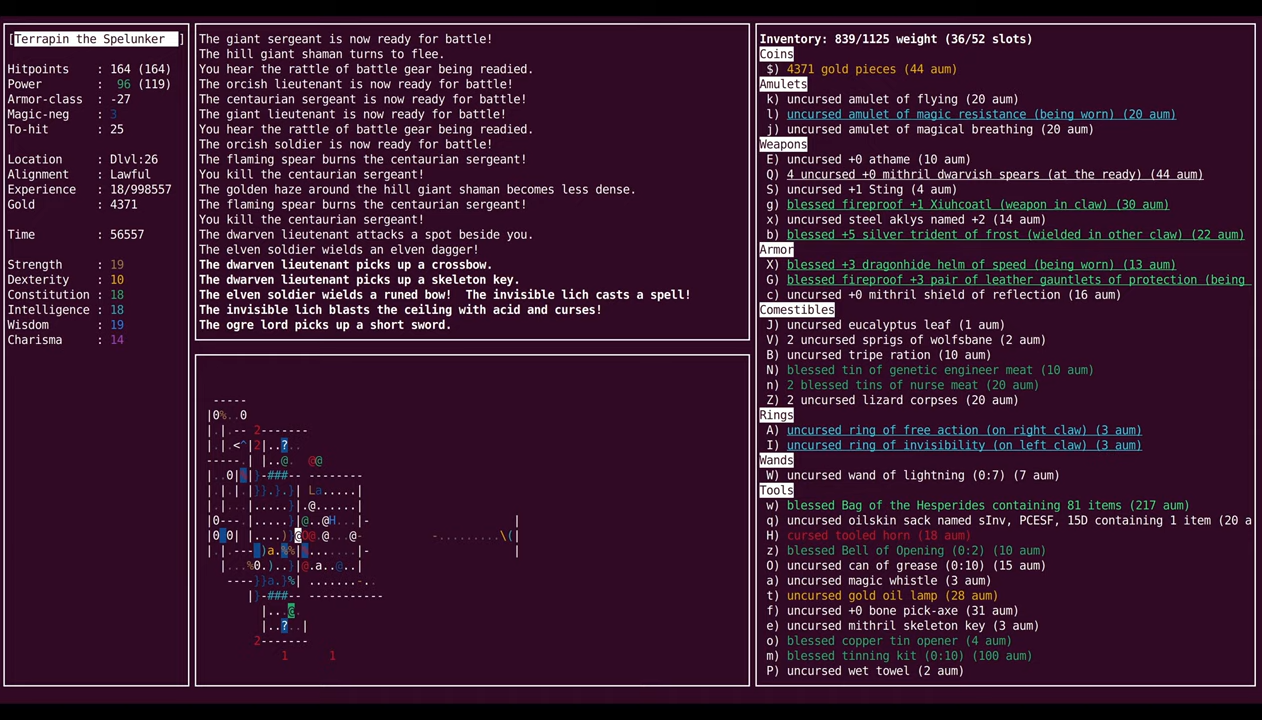 [Terrapin the Spelunker ]
Hitpoints : 164 (164)
Power : 96 (119)
Armor-class : -27
Magic-neg : 3
To-hit : 25
Location : Dlvl:26
Alignment : Lawful
Experience : 18/998557
Gold : 4371
Time : 56557
Strength : 19
Dexterity : 10
Constitution : 18
Intelligence : 18
Wisdom : 19
Charisma : 14
The giant sergeant is now ready for battle!
The hill giant shaman turns to flee.
You hear the rattle of battle gear being readied.
The orcish lieutenant is now ready for battle!
The centaurian sergeant is now ready for battle!
The giant lieutenant is now ready for battle!
You hear the rattle of battle gear being readied.
The orcish soldier is now ready for battle!
The flaming spear burns the centaurian sergeant!
You kill the centaurian sergeant!
The golden haze around the hill giant shaman becomes less dense.
The flaming spear burns the centaurian sergeant!
You kill the centaurian sergeant!
The dwarven lieutenant attacks a spot beside you.
The elven soldier wields an elven dagger!
The dwarven lieutenant picks up a crossbow.
The dwarven lieutenant picks up a skeleton key.
The elven soldier wields a runed bow! The invisible lich casts a spell!
The invisible lich blasts the ceiling with acid and curses!
The ogre lord picks up a short sword.
Inventory: 839/1125 weight (36/52 slots)
Coins
$) 4371 gold pieces (44 aum)
Amulets
k) uncursed amulet of flying (20 aum)
l) uncursed amulet of magic resistance (being worn) (20 aum)
j) uncursed amulet of magical breathing (20 aum)
Weapons
E) uncursed +0 athame (10 aum)
Q) 4 uncursed +0 mithril dwarvish spears (at the ready) (44 aum)
S) uncursed +1 Sting (4 aum)
g) blessed fireproof +1 Xiuhcoatl (weapon in claw) (30 aum)
x) uncursed steel aklys named +2 (14 aum)
b) blessed +5 silver trident of frost (wielded in other claw) (22 aum)
Armor
X) blessed +3 dragonhide helm of speed (being worn) (13 aum)
G) blessed fireproof +3 pair of leather gauntlets of protection (being
c) uncursed +0 mithril shield of reflection (16 aum)
Comestibles
J) uncursed eucalyptus leaf (1 aum)
V) 2 uncursed sprigs of wolfsbane (2 aum)
B) uncursed tripe ration (10 aum)
N) blessed tin of genetic engineer meat (10 aum)
n) 2 blessed tins of nurse meat (20 aum)
Z) 2 uncursed lizard corpses (20 aum)
Rings
A) uncursed ring of free action (on right claw) (3 aum)
I) uncursed ring of invisibility (on left claw) (3 aum)
Wands
W) uncursed wand of lightning (0:7) (7 aum)
Tools
w) blessed Bag of the Hesperides containing 81 items (217 aum)
q) uncursed oilskin sack named sInv, PCESF, 15D containing 1 item (20 a
H) cursed tooled horn (18 aum)
z) blessed Bell of Opening (0:2) (10 aum)
O) uncursed can of grease (0:10) (15 aum)
a) uncursed magic whistle (3 aum)
t) uncursed gold oil lamp (28 aum)
f) uncursed +0 bone pick-axe (31 aum)
e) uncursed mithril skeleton key (3 aum)
o) blessed copper tin opener (4 aum)
m) blessed tinning kit (0:10) (100 aum)
P) uncursed wet towel (2 aum)